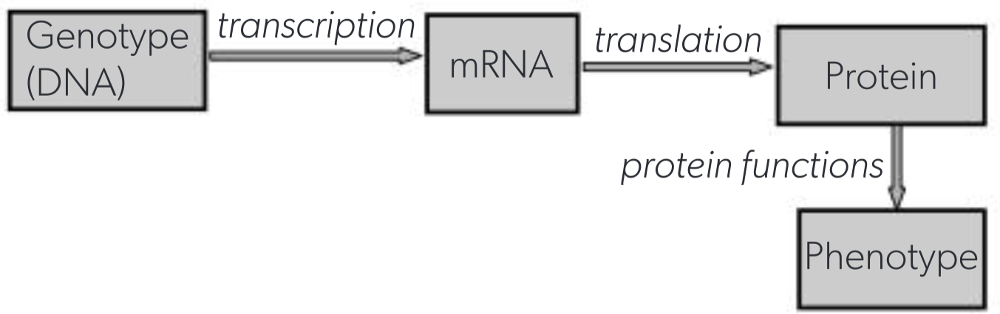 Genotype
(DNA)
transcription
mRNA
translation
Protein
protein functions
Phenotype